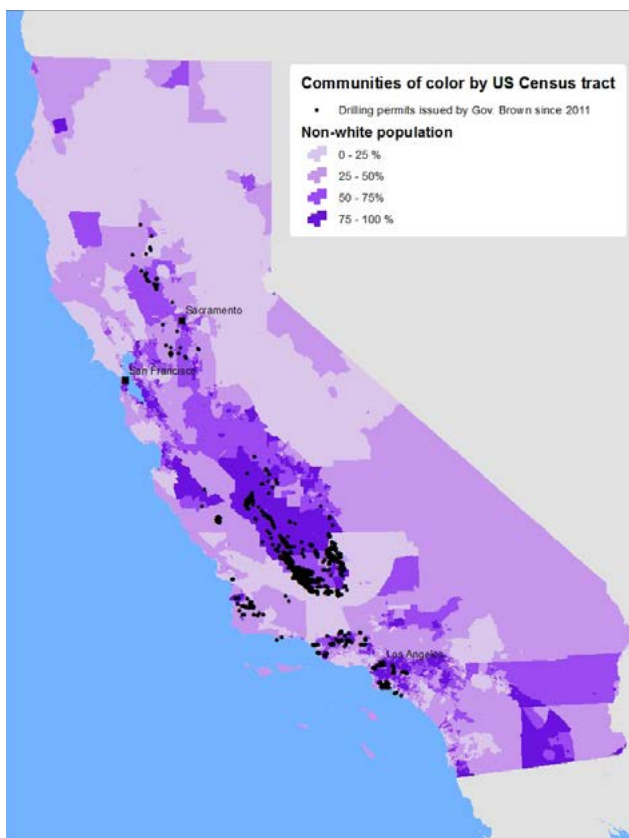 Communities of color by US Census tract
Drilling permits issued by Gov. Brown since 2011
Non-white population
0 - 25 %
25 - 50%
50 - 75%
75 - 100 %
Sacramento
San Francisco
Los Angeles